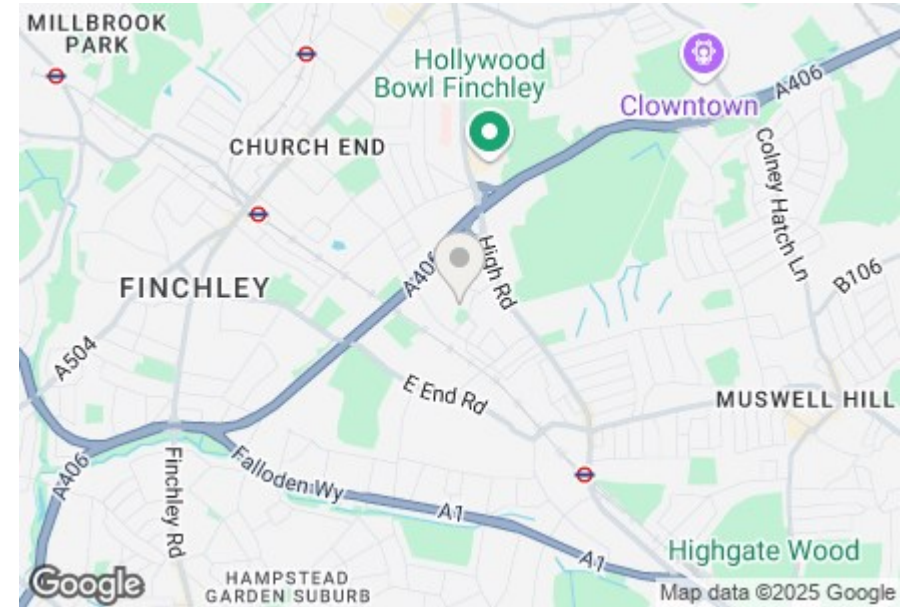 MILLBROOK
PARK
Hollywood
Bowl Finchley
Clowntown
A406
CHURCH END
Colney Hatch Ln
High Rd
A406
B106
FINCHLEY
A504
E End Rd
MUSWELL HILL
A406
Finchley Rd
Falloden Wy
A1
A1
Highgate Wood
HAMPSTEAD
GARDEN SUBURB
Google
Map data ©2025 Google